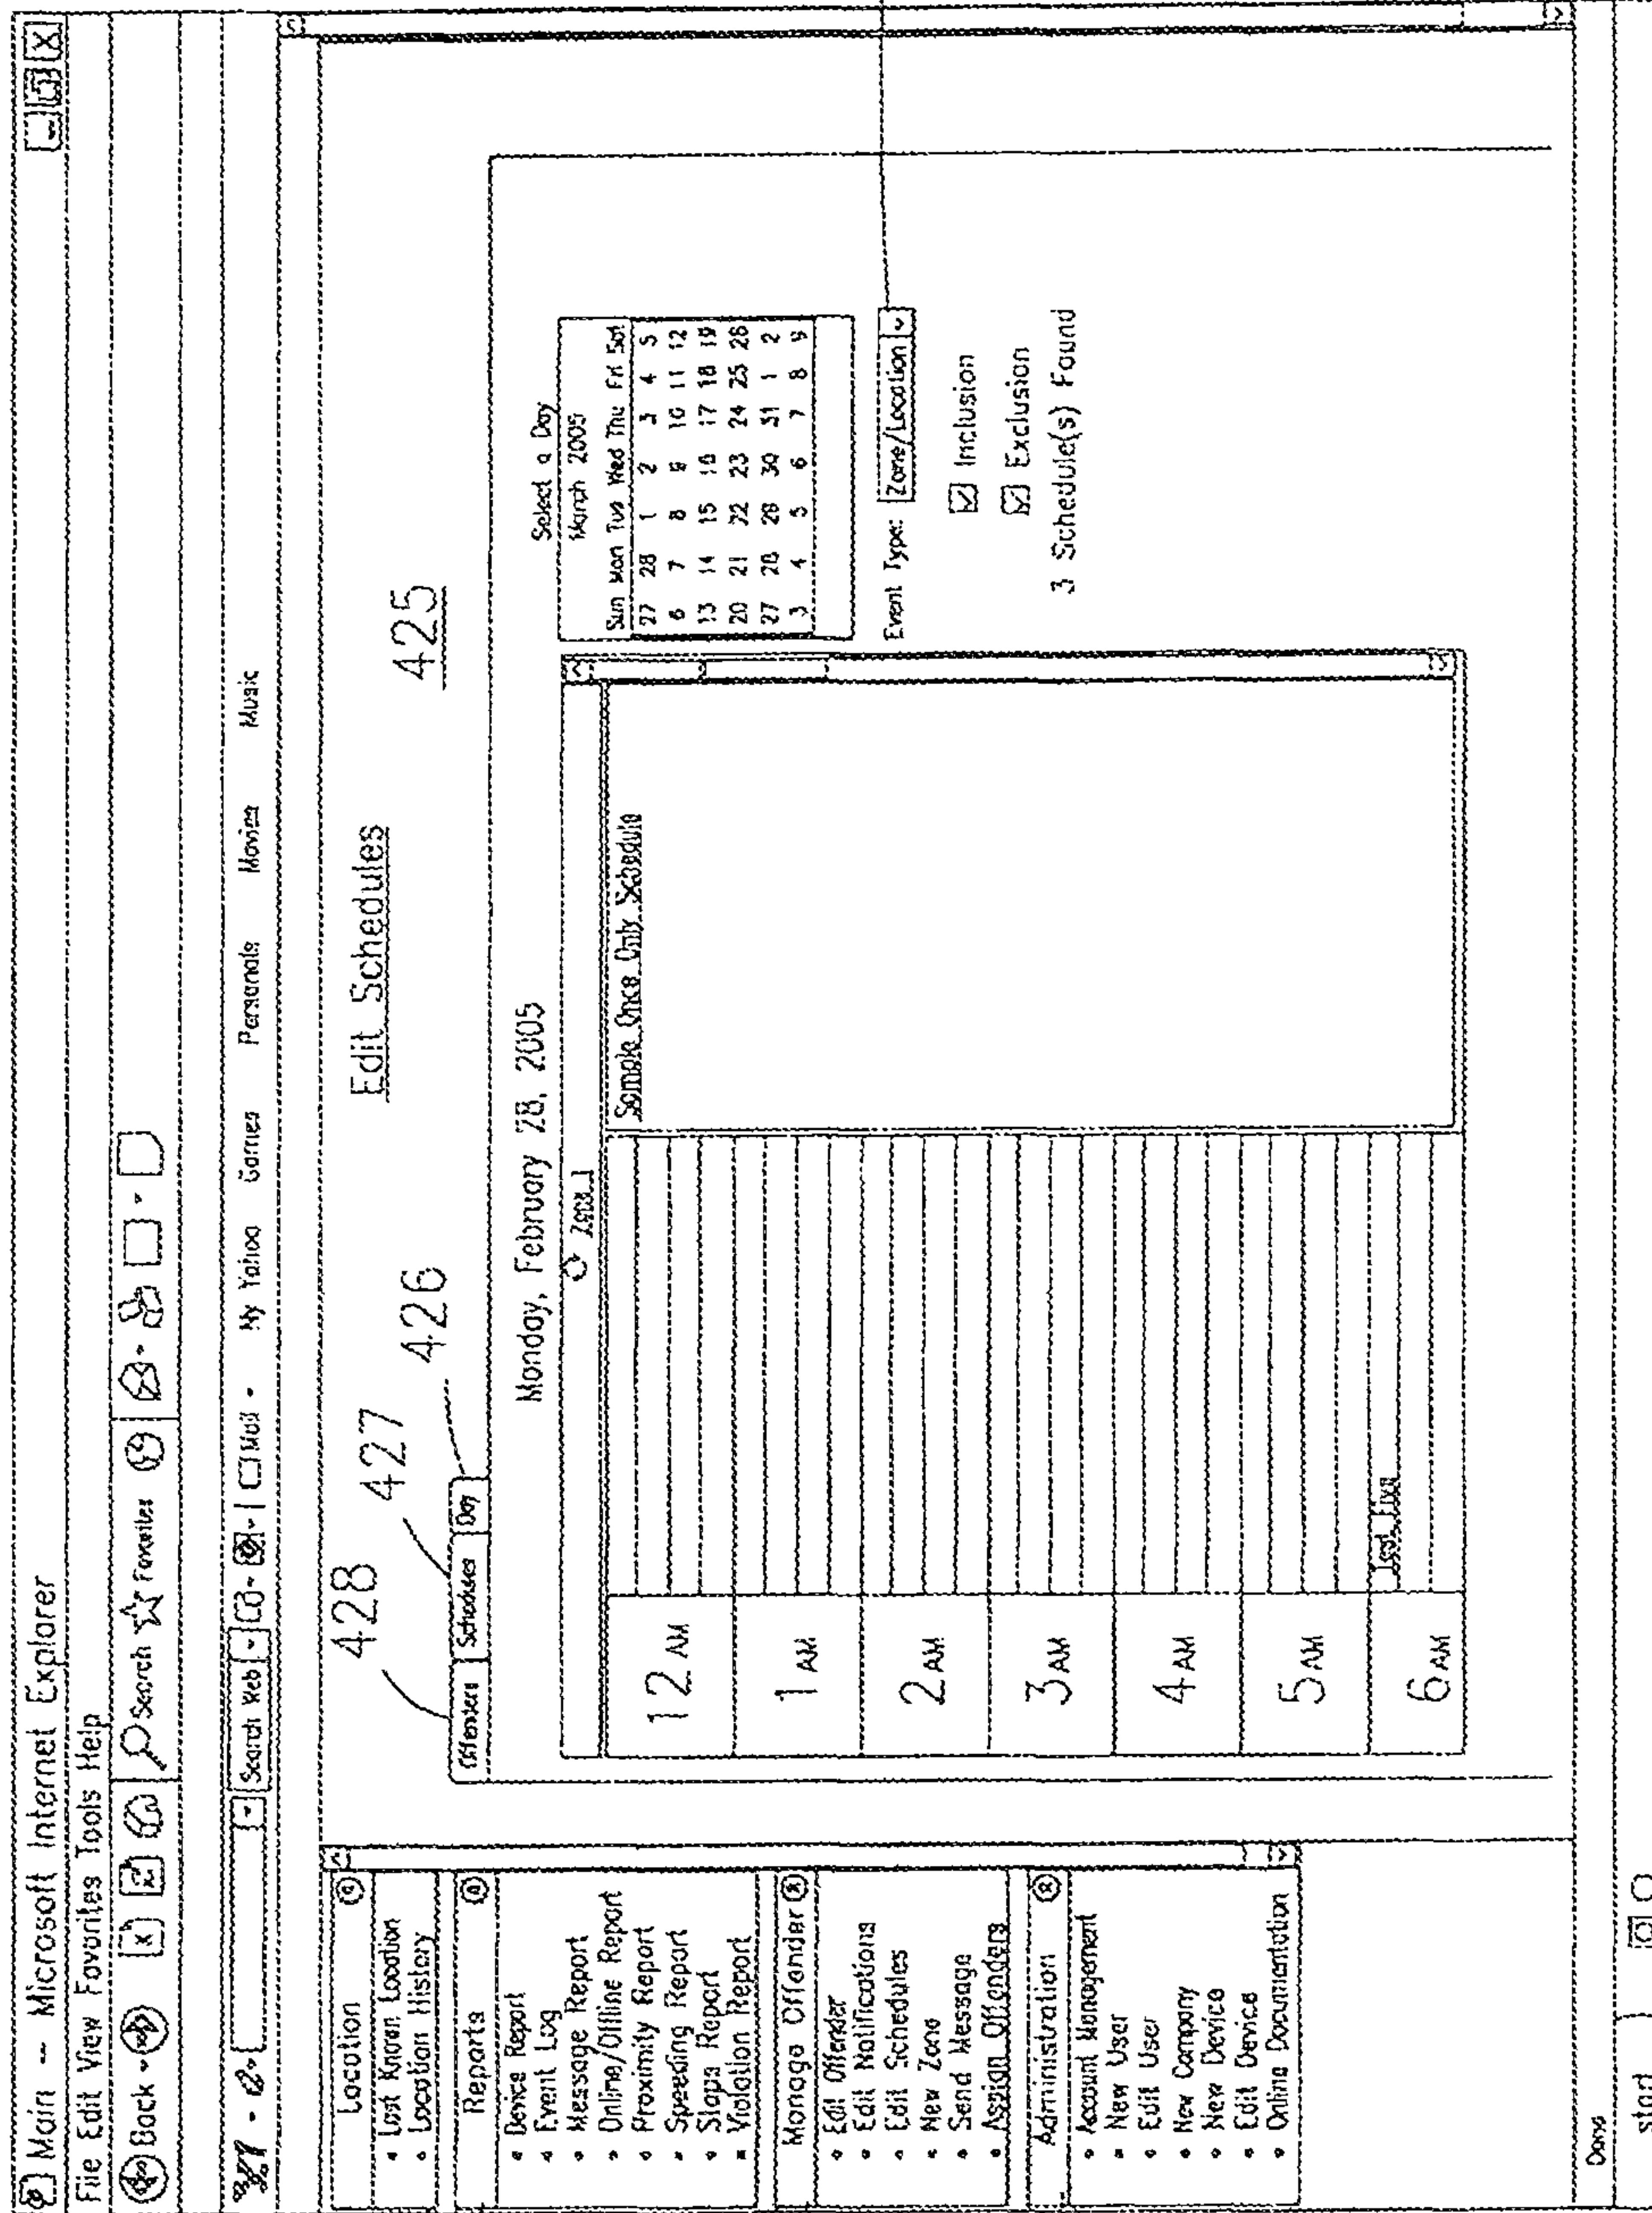 Main -- Microsoft Internet Explorer
File Edit View Favorites Tools Help
Back Search Favorites
Search Web Mail My Yahoo Games Personals Movies Music
Location
Last Known Location
Location History
Reports
Device Report
Event Log
Message Report
Online/Offline Report
Proximity Report
Speeding Report
Stops Report
Violation Report
Manage Offender
Edit Offender
Edit Notifications
Edit Schedules
New Zone
Send Message
Assign Offenders
Administration
Account Management
New User
Edit User
New Company
New Device
Edit Device
Online Documentation
Edit Schedules
425
428
427
426
Offenders Schedules Day
Monday, February 28, 2005
Zone 1
Sample Once Only Schedule
12 AM
1 AM
2 AM
3 AM
4 AM
5 AM
6 AM
Select a Day
March 2005
Sun Mon Tue Wed Thu Fri Sat
27 28 1 2 3 4 5
6 7 8 9 10 11 12
13 14 15 16 17 18 19
20 21 22 23 24 25 26
27 28 29 30 31 1 2
3 4 5 6 7 8 9
Event Type: Zone/Location
Inclusion
Exclusion
3 Schedule(s) Found
Done
start